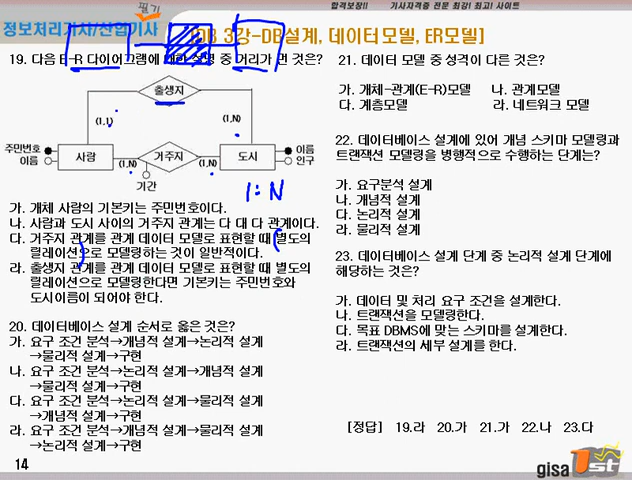 합격보장!! 기사자격증 전문 최강! 최고! 사이트
필기
정보처리기사/산업기사
[DB 3강-DB설계, 데이터모델, ER모델]
19. 다음 E-R 다이어그램에 대한 설명 중 거리가 먼 것은?
출생지
(1,1)
(1,N)
주민번호
이름
사람
(1,N)
거주지
(1,N)
도시
이름
인구
기간
1:N
가. 개체 사람의 기본키는 주민번호이다.
나. 사람과 도시 사이의 거주지 관계는 다 대 다 관계이다.
다. 거주지 관계를 관계 데이터 모델로 표현할 때 별도의
릴레이션으로 모델링하는 것이 일반적이다.
라. 출생지 관계를 관계 데이터 모델로 표현할 때 별도의
릴레이션으로 모델링한다면 기본키는 주민번호와
도시이름이 되어야 한다.
20. 데이터베이스 설계 순서로 옳은 것은?
가. 요구 조건 분석→개념적 설계→논리적 설계
→물리적 설계→구현
나. 요구 조건 분석→논리적 설계→개념적 설계
→물리적 설계→구현
다. 요구 조건 분석→논리적 설계→물리적 설계
→개념적 설계→구현
라. 요구 조건 분석→개념적 설계→물리적 설계
→논리적 설계→구현
14
21. 데이터 모델 중 성격이 다른 것은?
가. 개체-관계(E-R)모델 나. 관계모델
다. 계층모델 라. 네트워크 모델
22. 데이터베이스 설계에 있어 개념 스키마 모델링과
트랜잭션 모델링을 병행적으로 수행하는 단계는?
가. 요구분석 설계
나. 개념적 설계
다. 논리적 설계
라. 물리적 설계
23. 데이터베이스 설계 단계 중 논리적 설계 단계에
해당하는 것은?
가. 데이터 및 처리 요구 조건을 설계한다.
나. 트랜잭션을 모델링한다.
다. 목표 DBMS에 맞는 스키마를 설계한다.
라. 트랜잭션의 세부 설계를 한다.
[정답] 19.라 20.가 21.가 22.나 23.다
gisa 1st